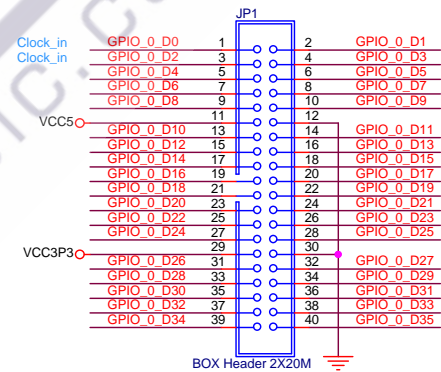 JP1
Clock_in GPIO_0_D0 1 2 GPIO_0_D1
Clock_in GPIO_0_D2 3 4 GPIO_0_D3
GPIO_0_D4 5 6 GPIO_0_D5
GPIO_0_D6 7 8 GPIO_0_D7
GPIO_0_D8 9 10 GPIO_0_D9
VCC5 11 12
GPIO_0_D10 13 14 GPIO_0_D11
GPIO_0_D12 15 16 GPIO_0_D13
GPIO_0_D14 17 18 GPIO_0_D15
GPIO_0_D16 19 20 GPIO_0_D17
GPIO_0_D18 21 22 GPIO_0_D19
GPIO_0_D20 23 24 GPIO_0_D21
GPIO_0_D22 25 26 GPIO_0_D23
GPIO_0_D24 27 28 GPIO_0_D25
VCC3P3 29 30
GPIO_0_D26 31 32 GPIO_0_D27
GPIO_0_D28 33 34 GPIO_0_D29
GPIO_0_D30 35 36 GPIO_0_D31
GPIO_0_D32 37 38 GPIO_0_D33
GPIO_0_D34 39 40 GPIO_0_D35
BOX Header 2X20M